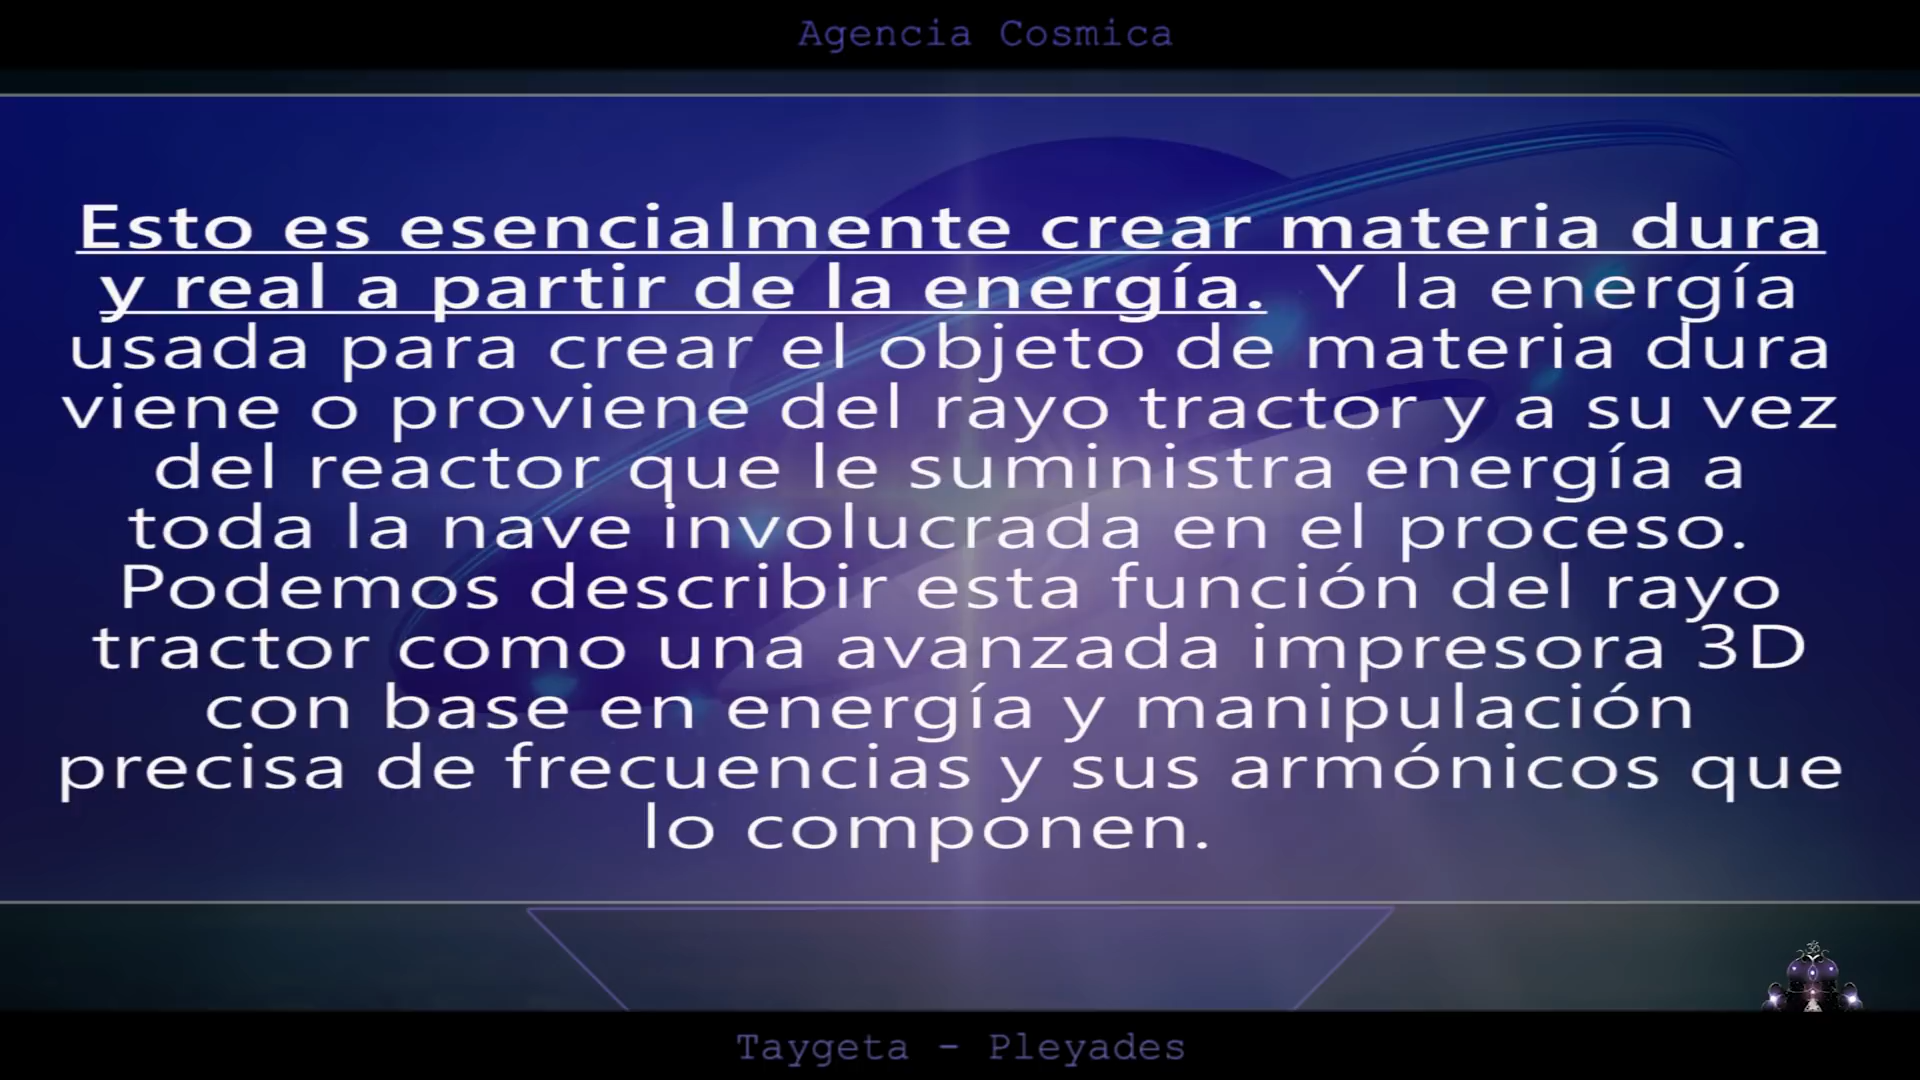 Agencia Cosmica
Esto es esencialmente crear materia dura
y real a partir de la energía. Y la energía
usada para crear el objeto de materia dura
viene o proviene del rayo tractor y a su vez
del reactor que le suministra energía a
toda la nave involucrada en el proceso.
Podemos describir esta función del rayo
tractor como una avanzada impresora 3D
con base en energía y manipulación
precisa de frecuencias y sus armónicos que
lo componen.
Taygeta - Pleyades